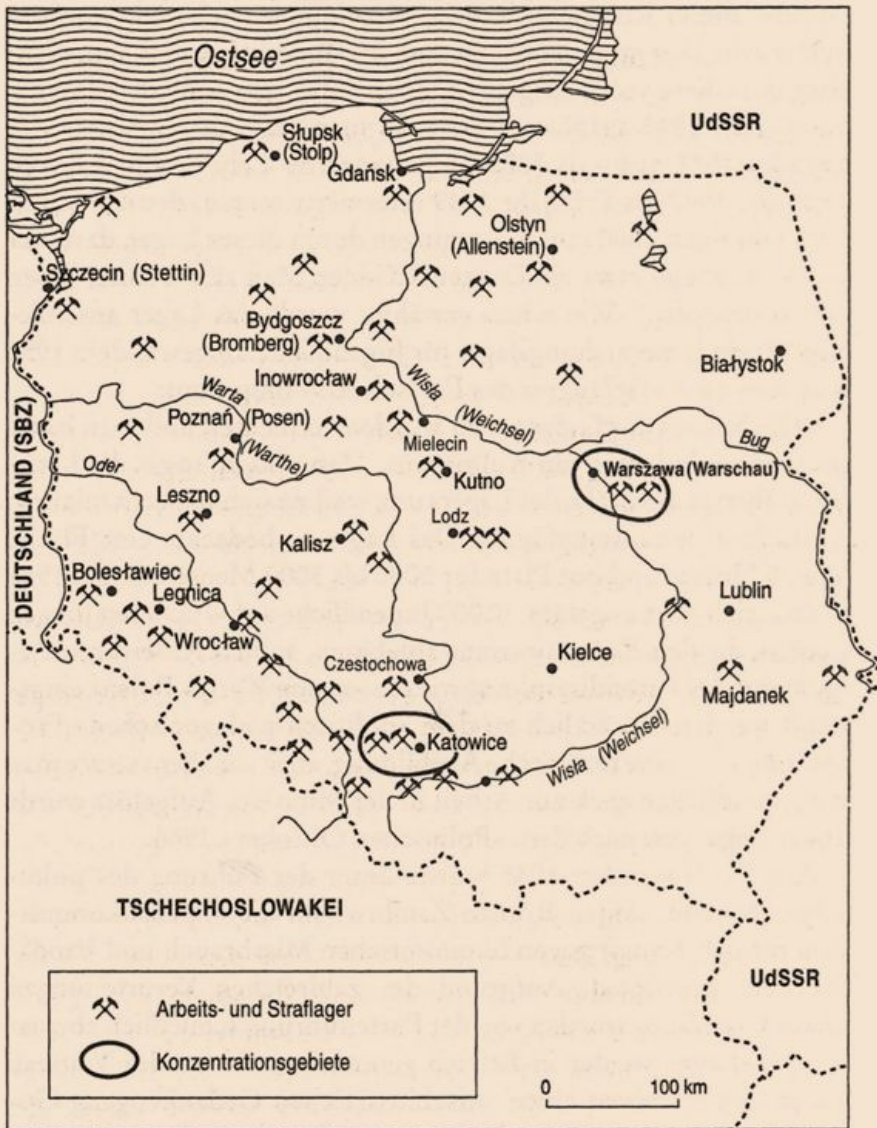 Ostsee
UdSSR
Słupsk
(Stolp)
Gdańsk
Olstyn
(Allenstein)
Szczecin (Stettin)
Bydgoszcz
(Bromberg)
Białystok
Inowrocław
Wisla
(Weichsel)
Warta
Poznań (Posen)
(Warthe)
Mielecin
Bug
DEUTSCHLAND (SBZ)
Oder
Kutno
Warszawa (Warschau)
Leszno
Lodz
Kalisz
Bolesławiec
Legnica
Lublin
Wrocław
Czestochowa
Kielce
Majdanek
Katowice
Wisla (Weichsel)
TSCHECHOSLOWAKEI
UdSSR
Arbeits- und Straflager
Konzentrationsgebiete
0 100 km